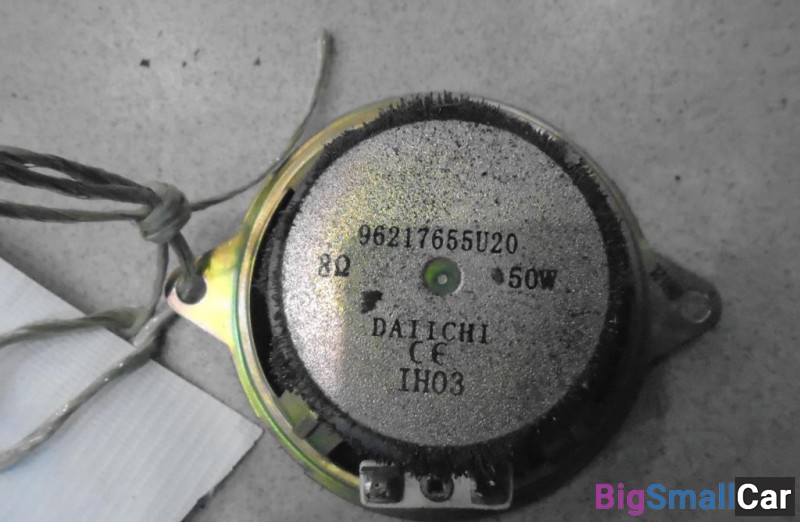 96217655U20
8Ω 50W
DAIICHI
CE
IH03
BigSmallCar